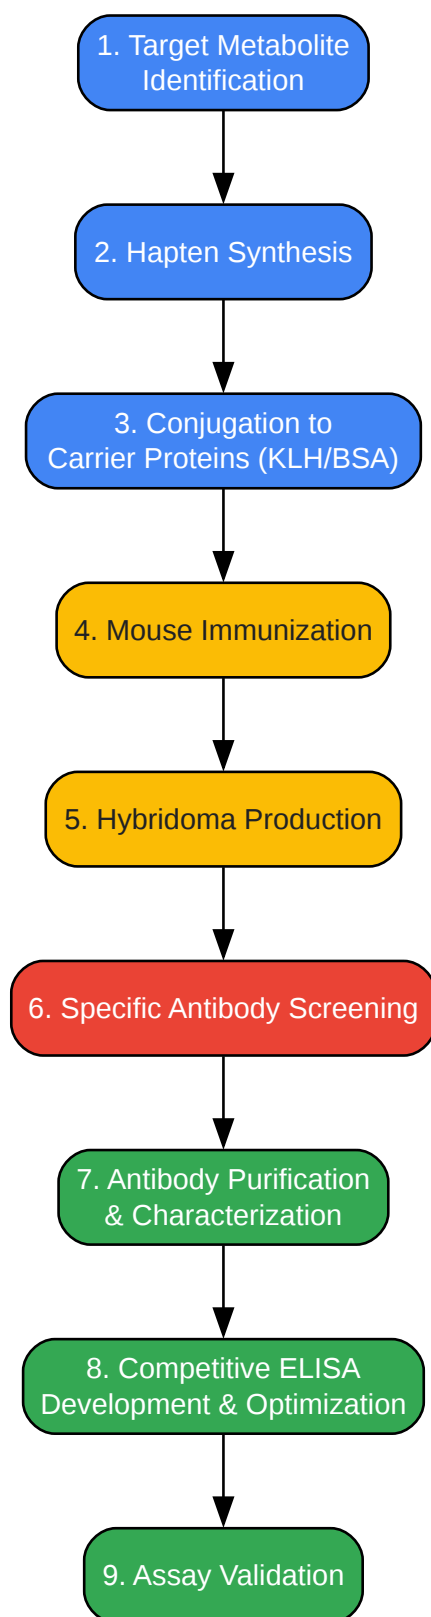 1. Target Metabolite
Identification
2. Hapten Synthesis
3. Conjugation to
Carrier Proteins (KLH/BSA)
4. Mouse Immunization
5. Hybridoma Production
6. Specific Antibody Screening
7. Antibody Purification
& Characterization
8. Competitive ELISA
Development & Optimization
9. Assay Validation